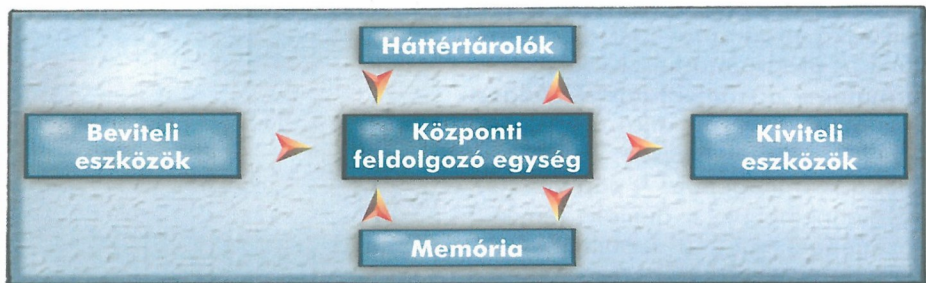 Háttértárolók
Beviteli
eszközök
Központi
feldolgozó egység
Kiviteli
eszközök
Memória